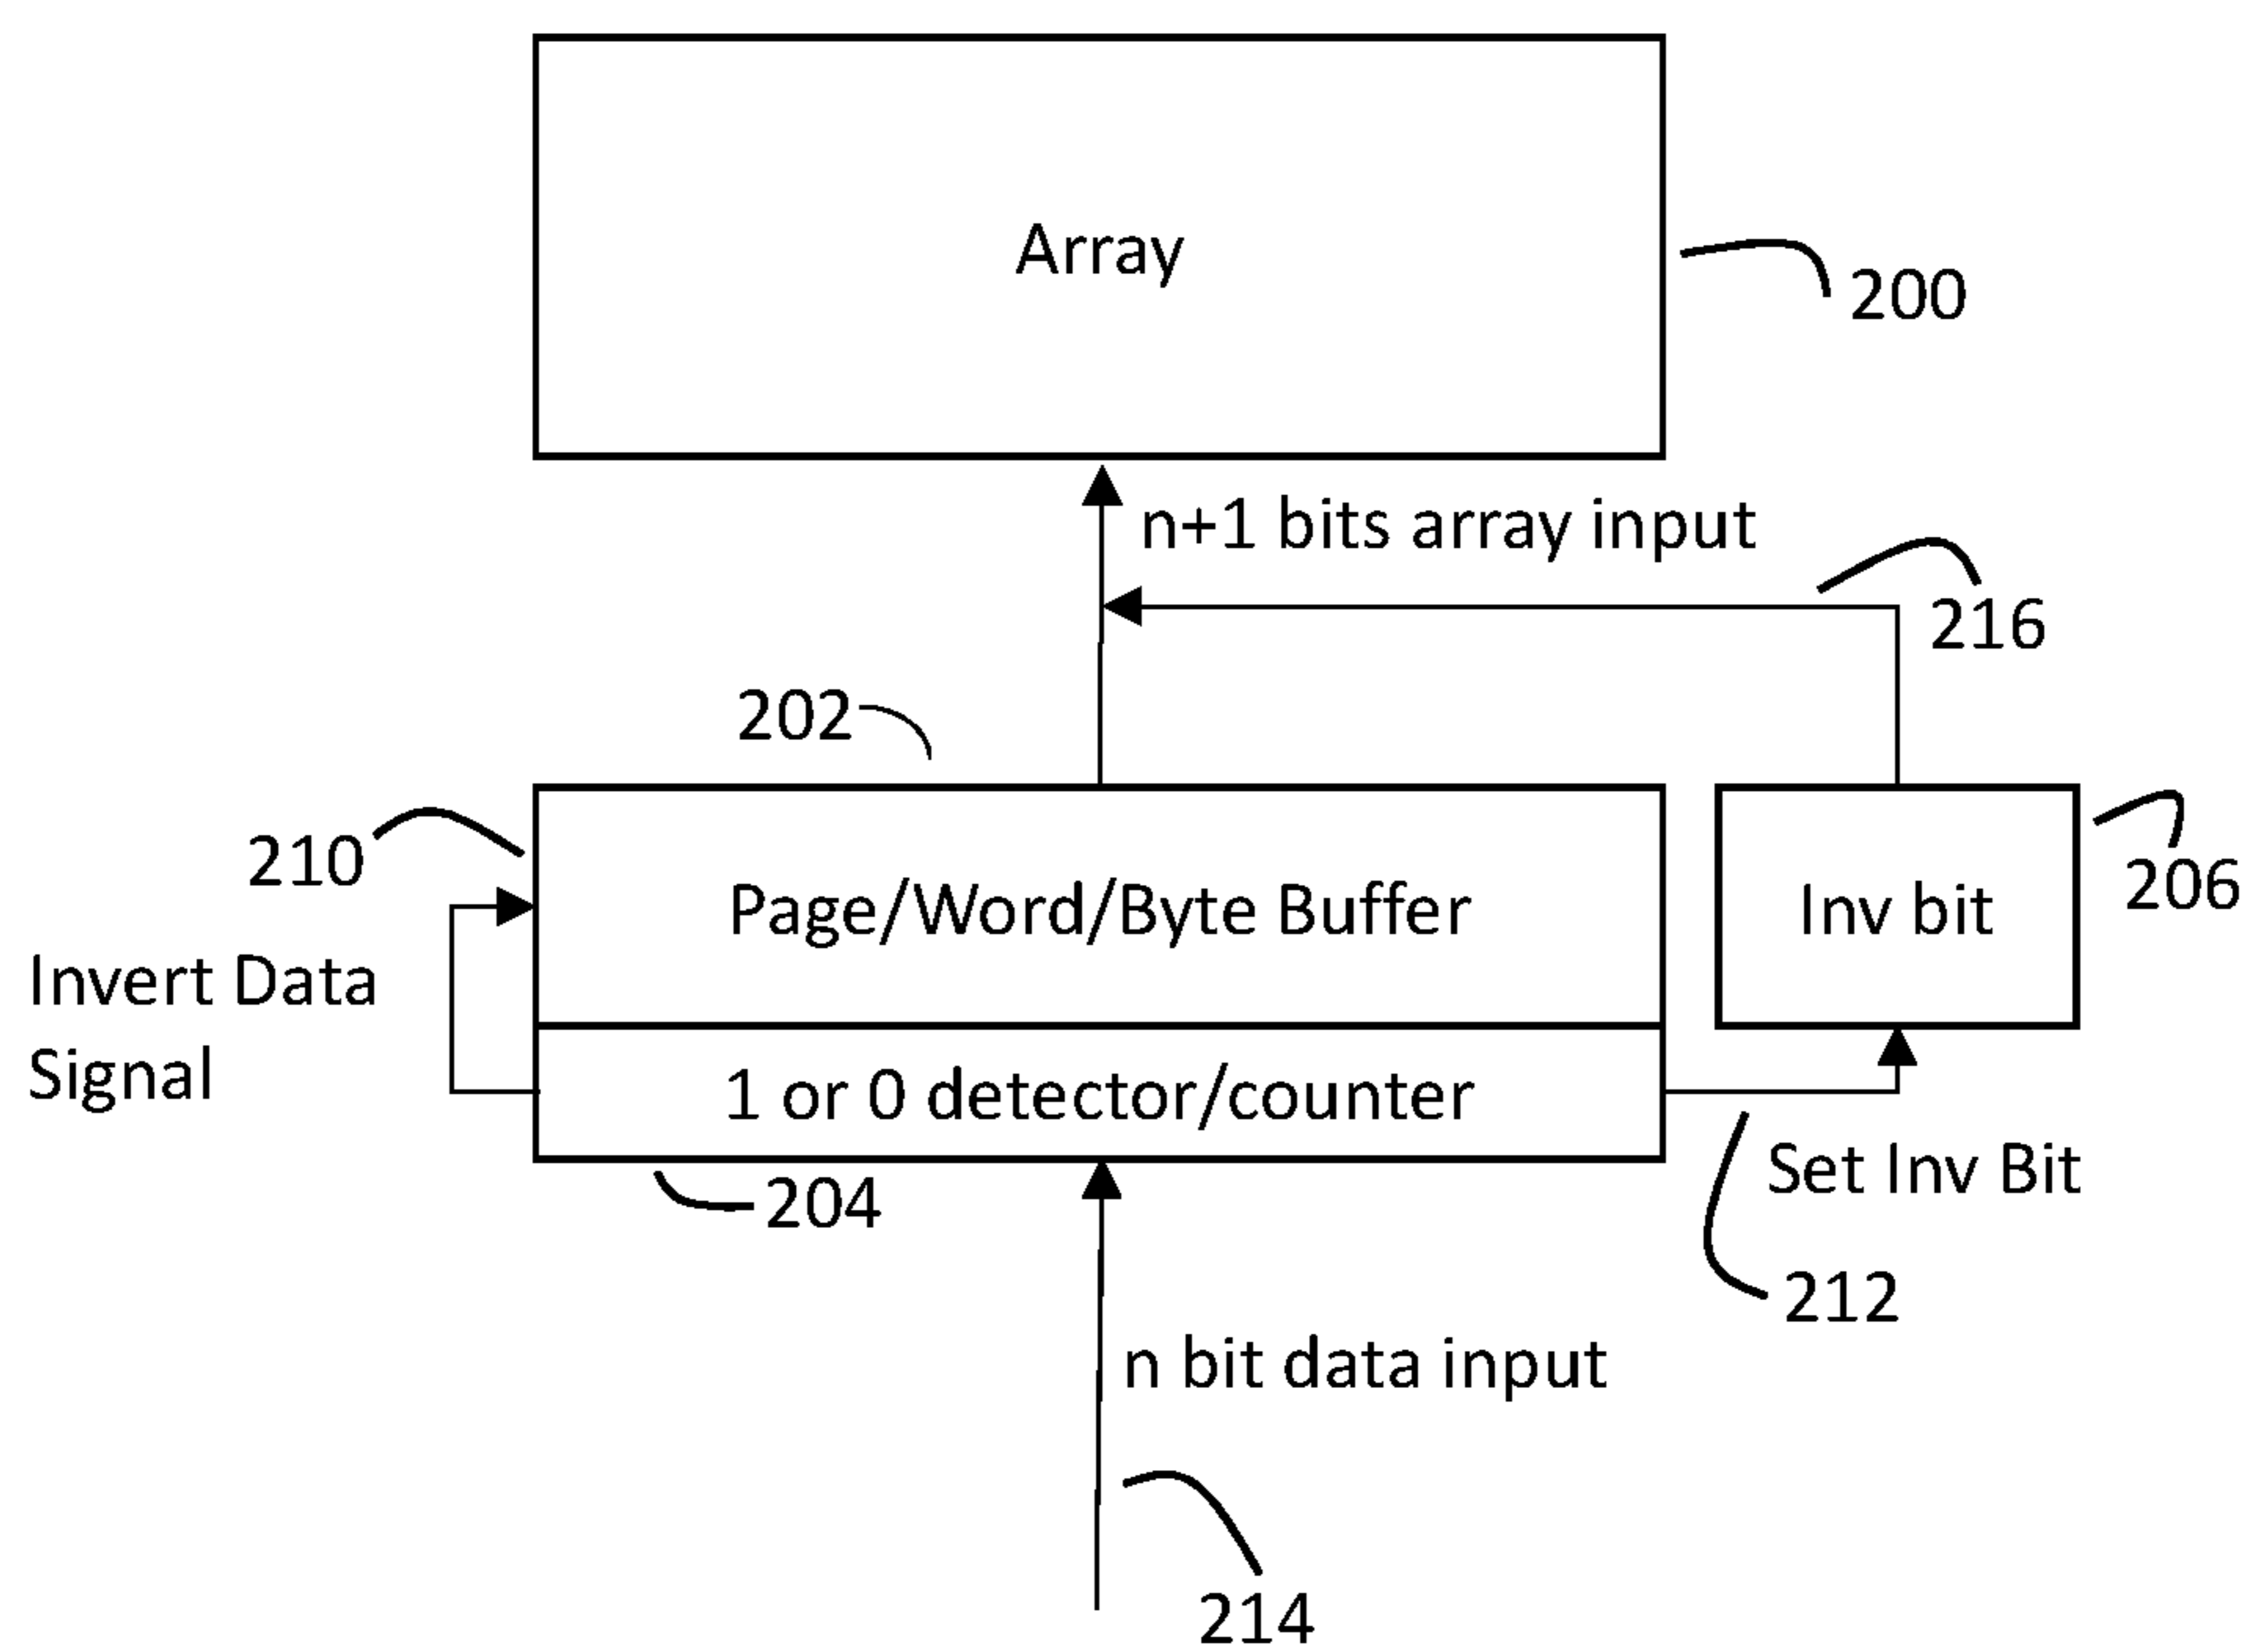 Array
200
n+1 bits array input
216
202
210
Page/Word/Byte Buffer
Inv bit
206
Invert Data
Signal
1 or 0 detector/counter
Set Inv Bit
204
212
n bit data input
214